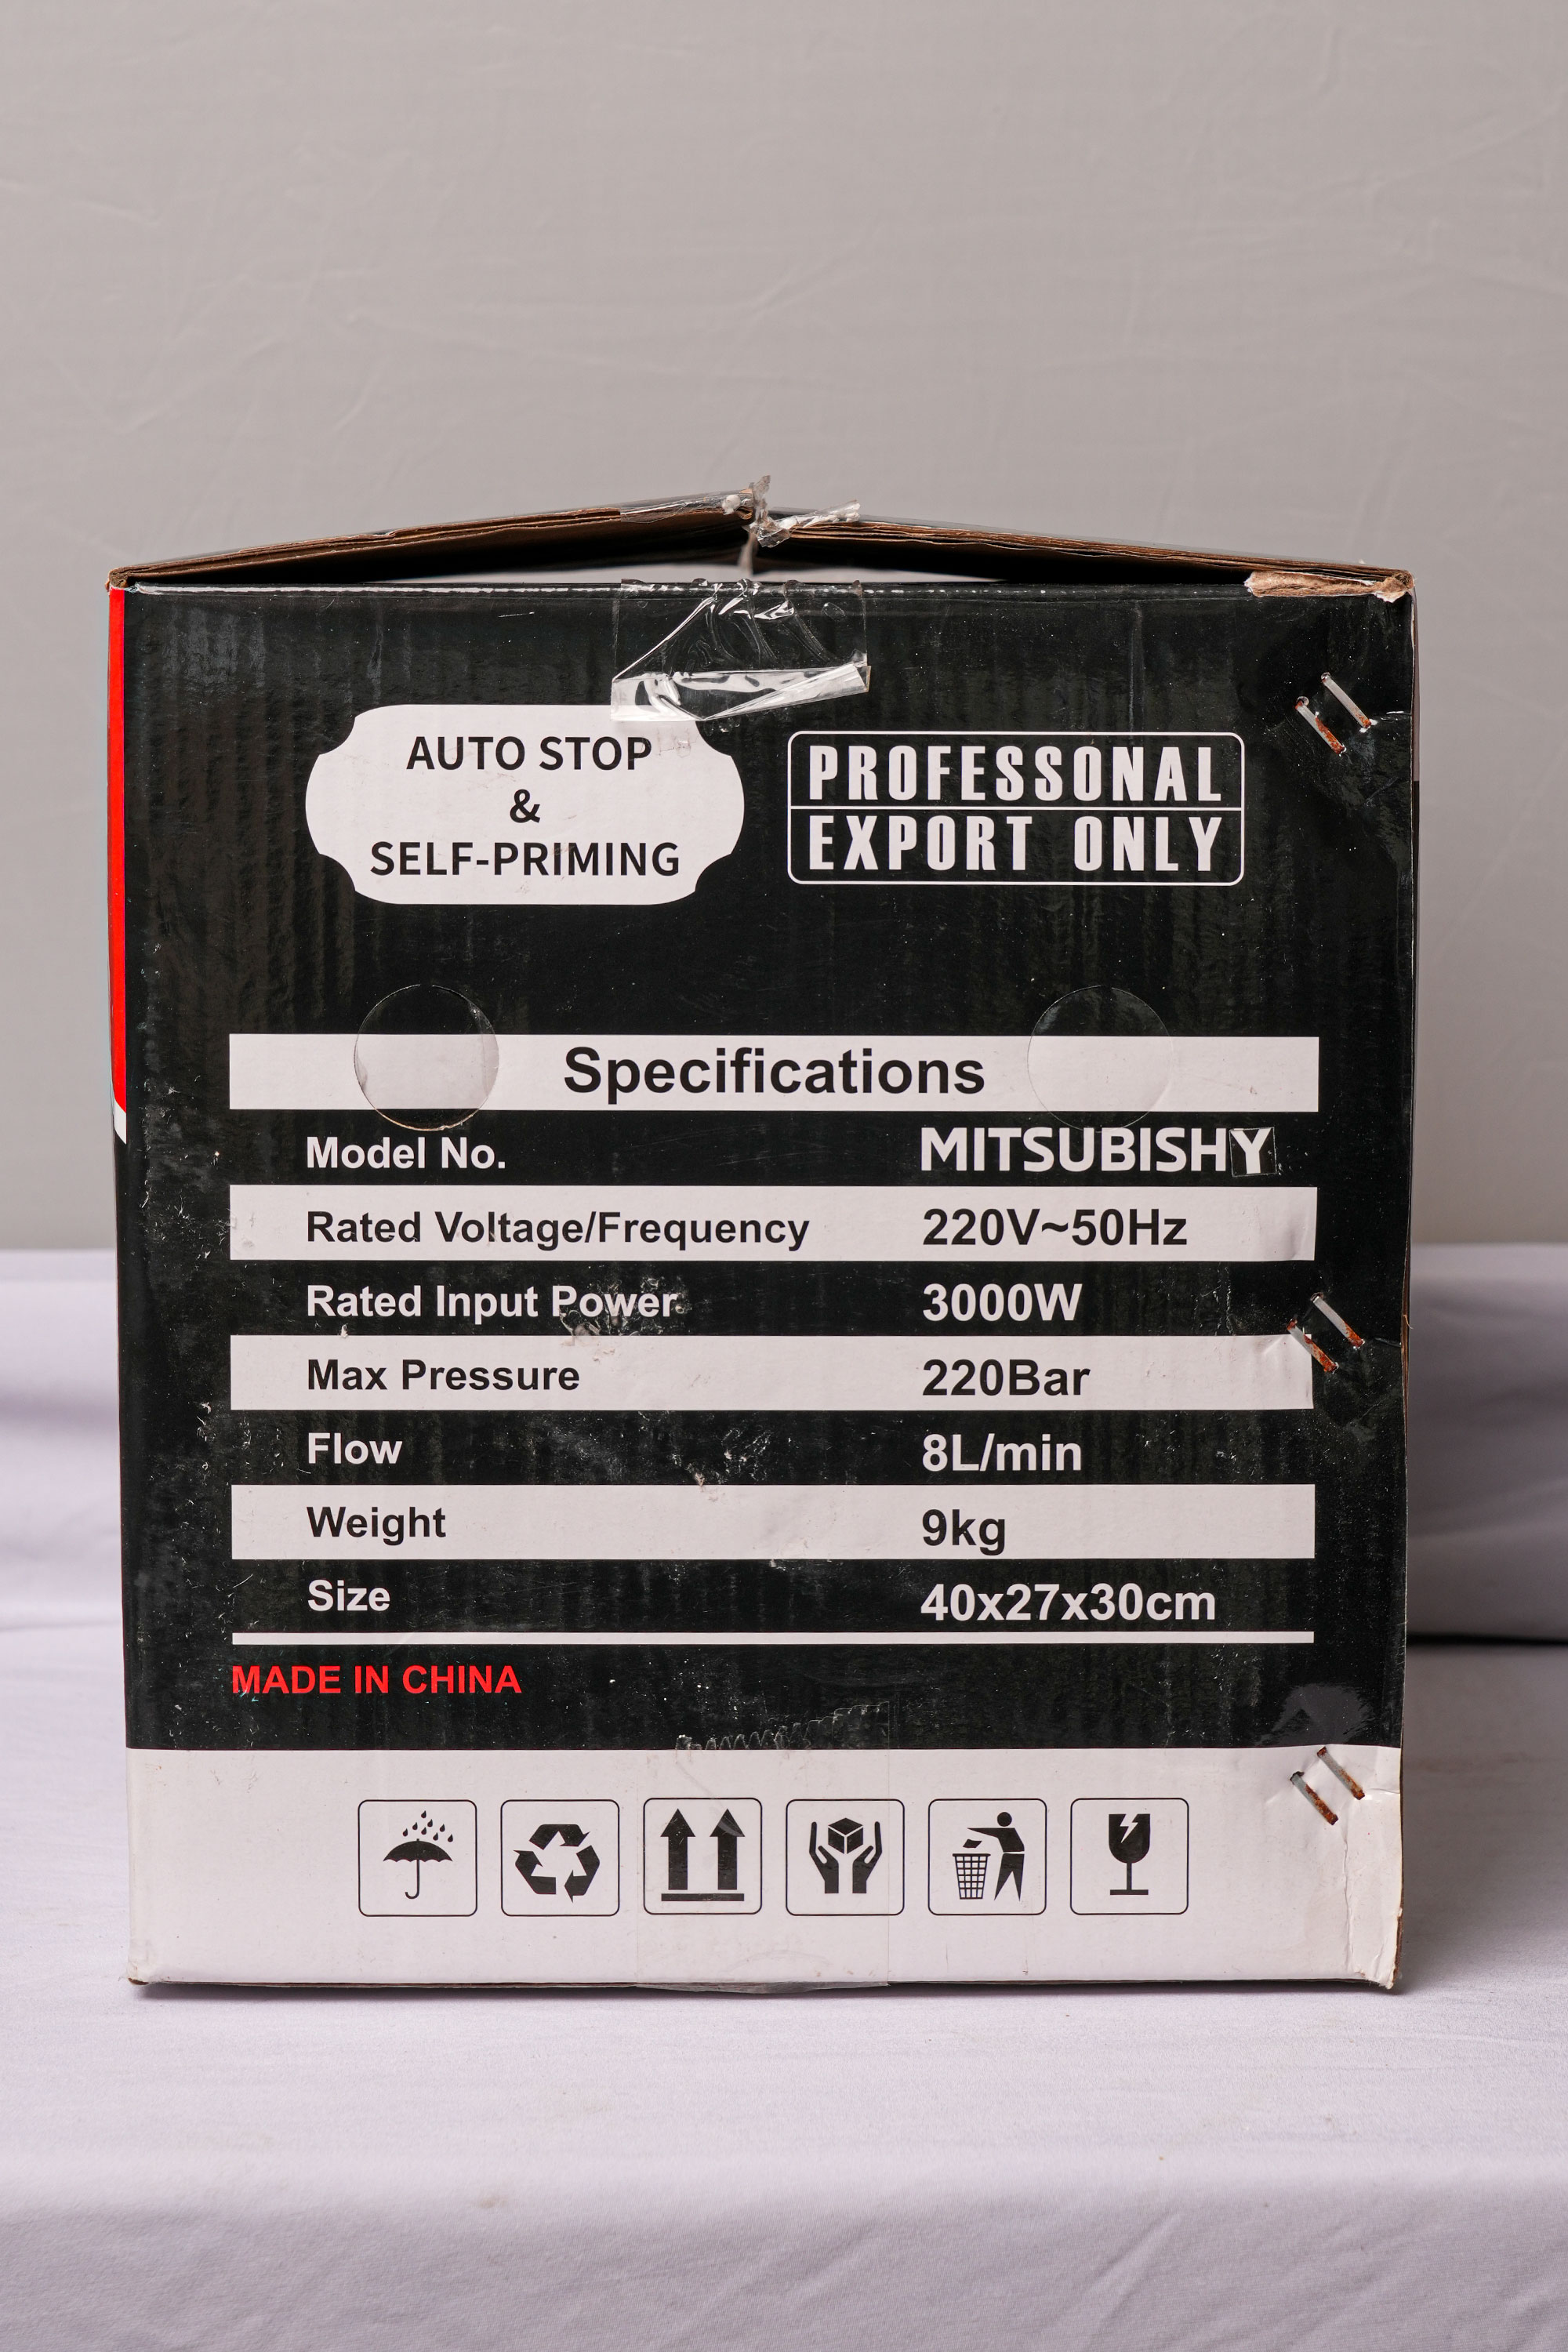 AUTO STOP
&
SELF-PRIMING
PROFESSONAL
EXPORT ONLY
Specifications
Model No. MITSUBISHY
Rated Voltage/Frequency 220V~50Hz
Rated Input Power 3000W
Max Pressure 220Bar
Flow 8L/min
Weight 9kg
Size 40x27x30cm
MADE IN CHINA